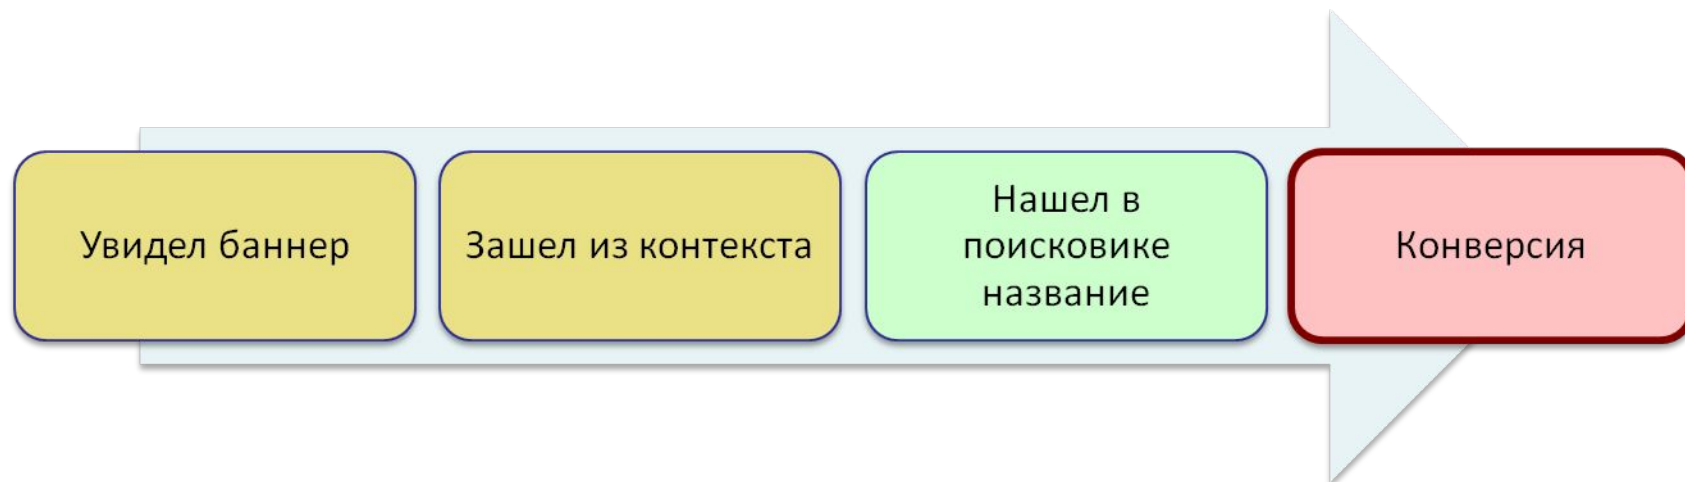 Увидел баннер
Зашел из контекста
Нашел в
поисковике
название
Конверсия